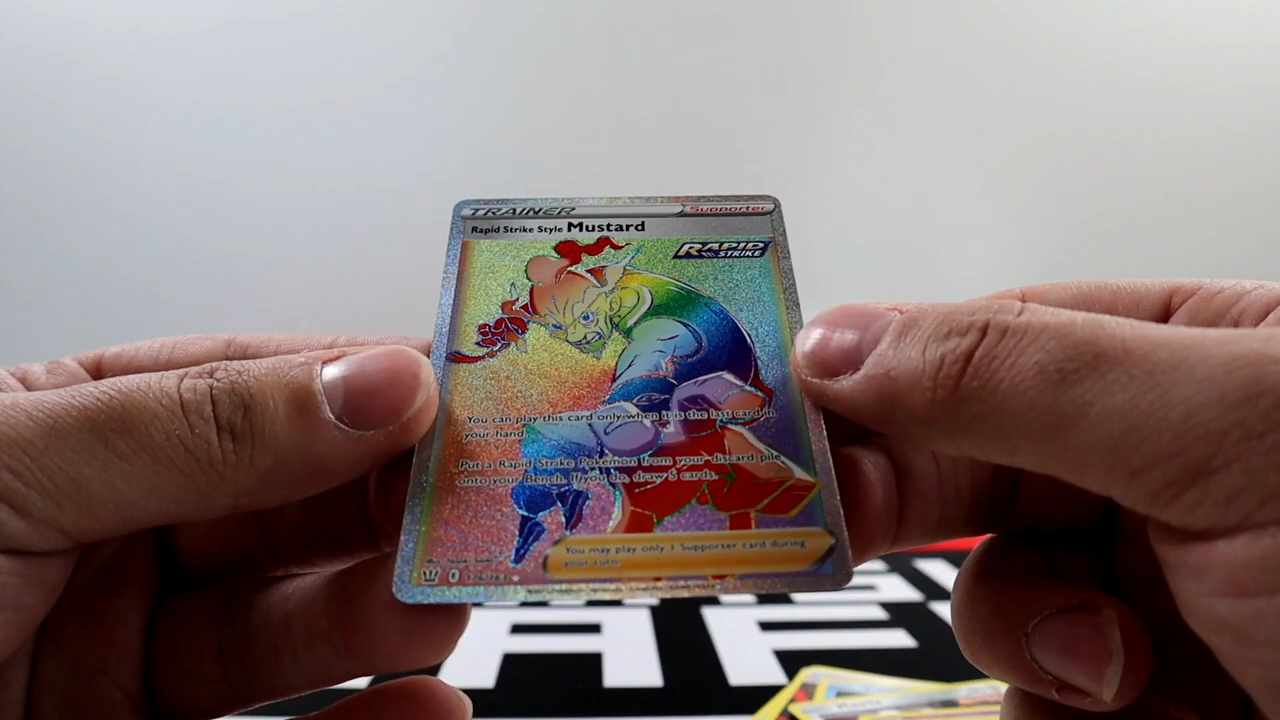 TRAINER Supporter
Rapid Strike Style Mustard
RAPID
STRIKE
You can play this card only when it is the last card in
your hand.
Put a Rapid Strike Pokémon from your discard pile
onto your Bench. If you do, draw 5 cards.
You may play only 1 Supporter card during
your turn.
176/163